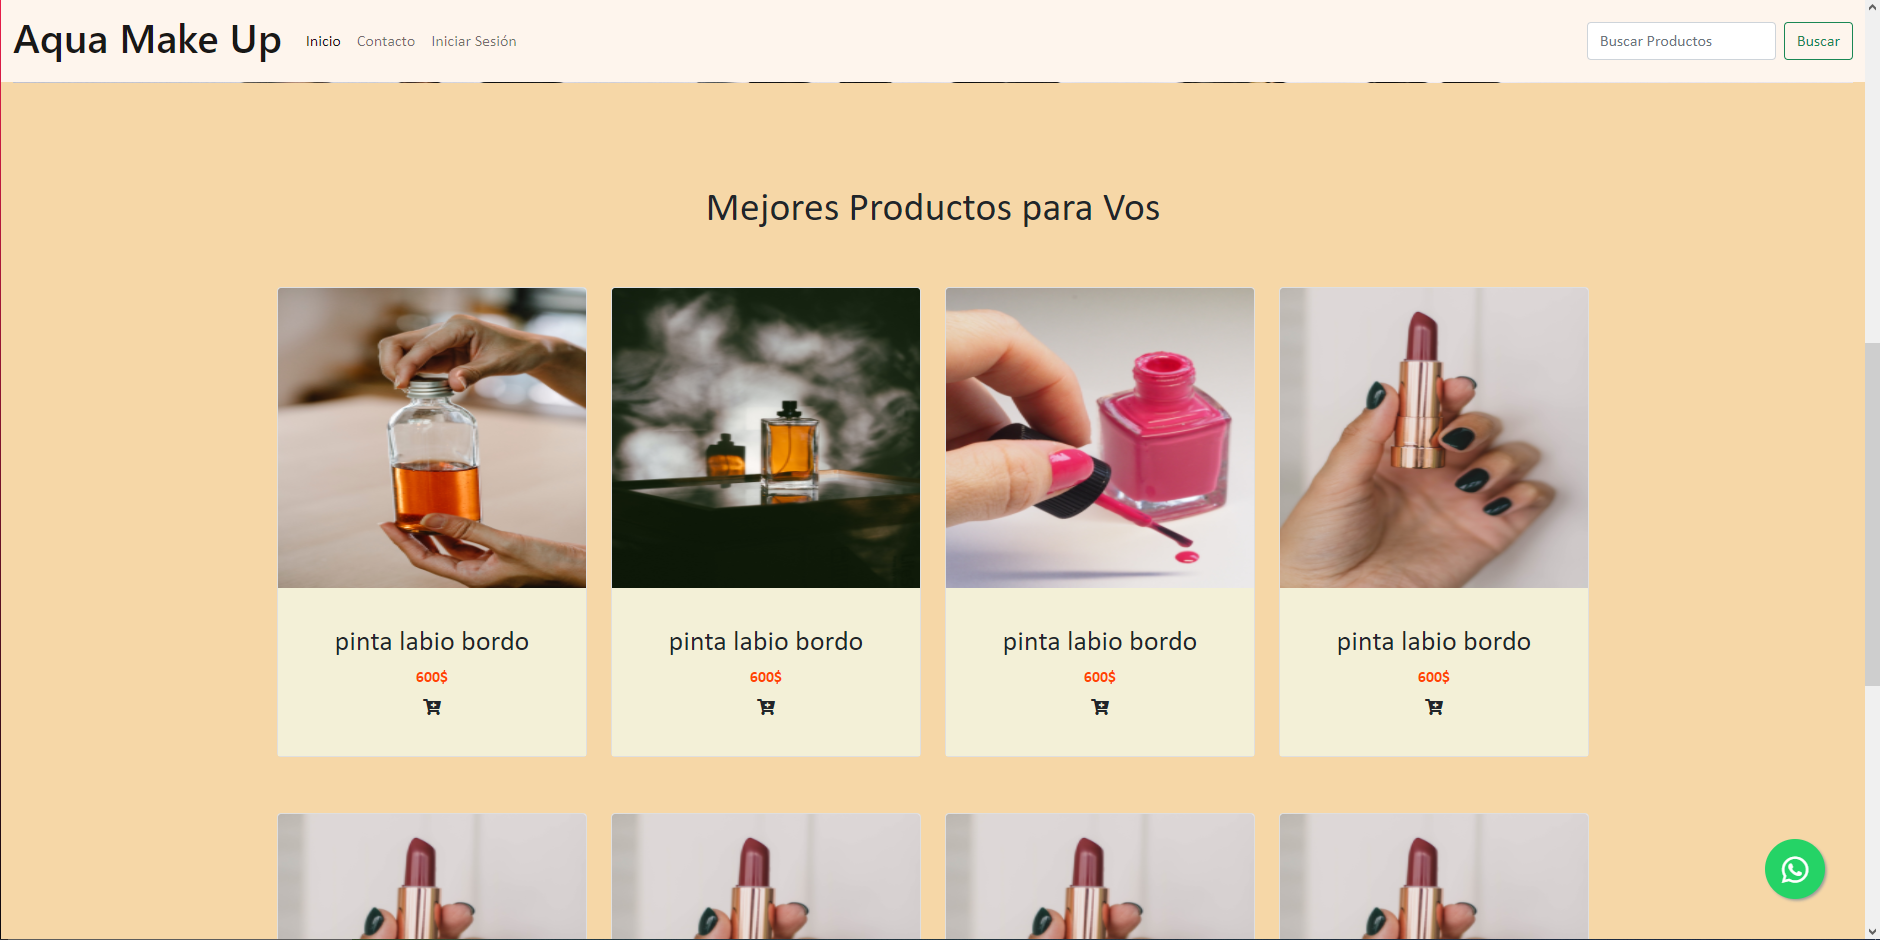 Aqua Make Up
Inicio Contacto Iniciar Sesión
Buscar Productos
Buscar
Mejores Productos para Vos
pinta labio bordo
600$
pinta labio bordo
600$
pinta labio bordo
600$
pinta labio bordo
600$